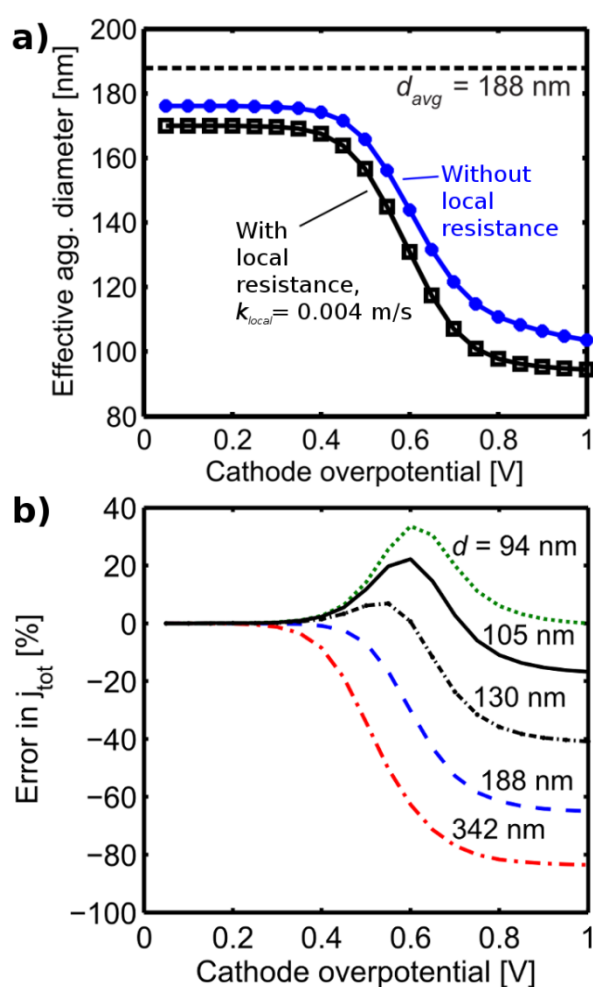 a)
200
180
160
140
120
100
80
Effective agg. diameter [nm]
d_avg = 188 nm
Without
local
resistance
With
local
resistance,
k_local = 0.004 m/s
0
0.2
0.4
0.6
0.8
1
Cathode overpotential [V]
b)
40
20
0
−20
−40
−60
−80
−100
Error in j_tot [%]
d = 94 nm
105 nm
130 nm
188 nm
342 nm
0
0.2
0.4
0.6
0.8
1
Cathode overpotential [V]